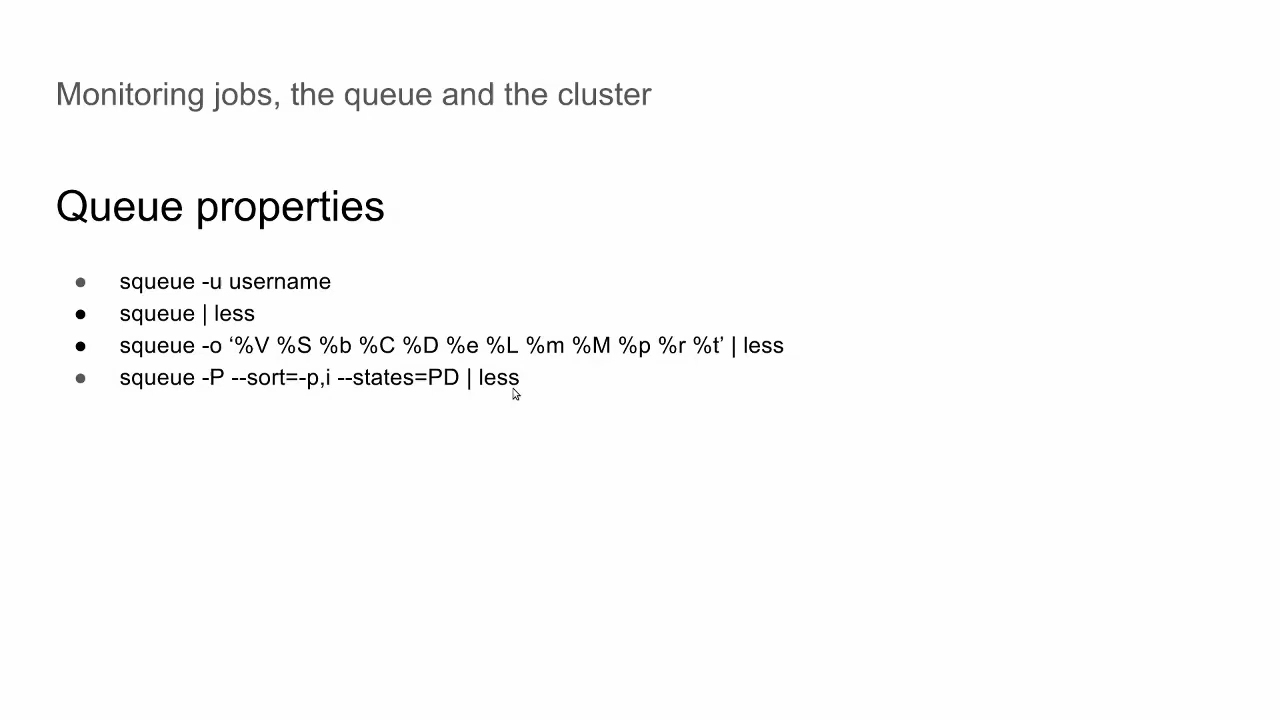 Monitoring jobs, the queue and the cluster
Queue properties
● squeue -u username
● squeue | less
● squeue -o ‘%V %S %b %C %D %e %L %m %M %p %r %t’ | less
● squeue -P --sort=-p,i --states=PD | less